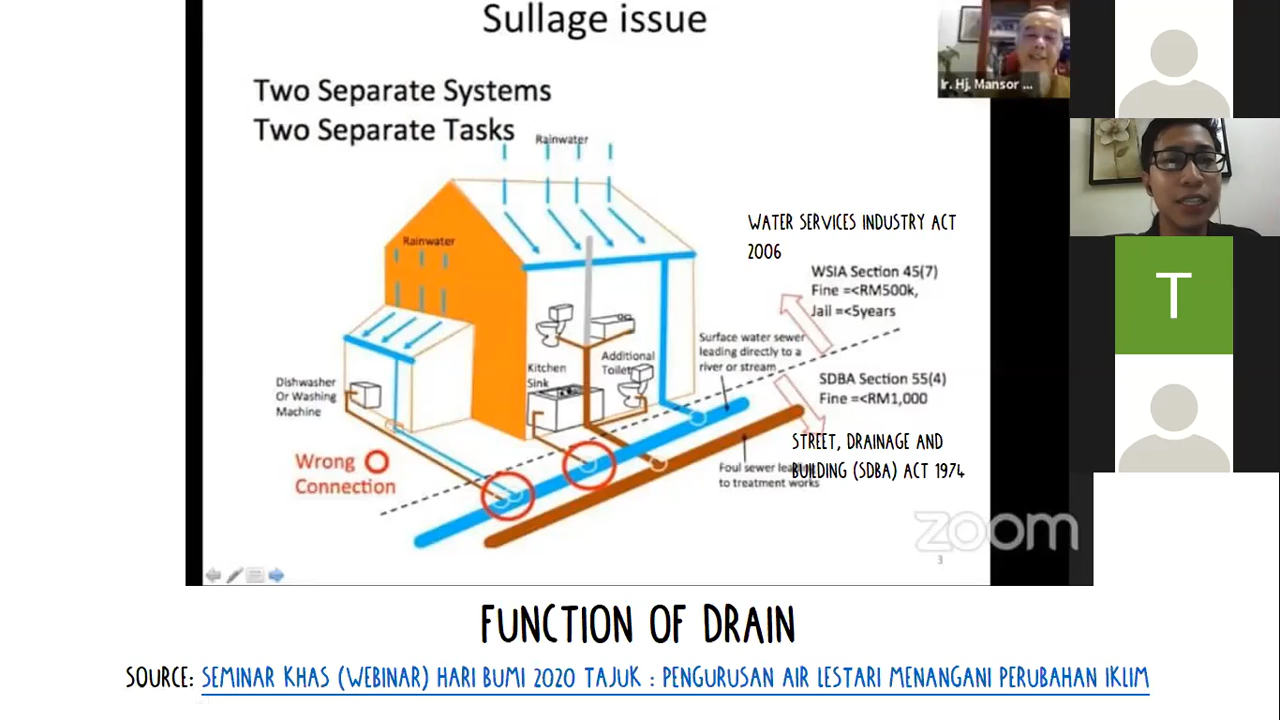 Sullage issue
Ir. Hj. Mansor ...
Two Separate Systems
Two Separate Tasks
Rainwater
WATER SERVICES INDUSTRY ACT
2006
Rainwater
WSIA Section 45(7)
Fine =<RM500k,
Jail =<5years
T
Surface water sewer
leading directly to a
river or stream
Kitchen
Sink
Additional
Toilet
Dishwasher
Or Washing
Machine
SDBA Section 55(4)
Fine =<RM1,000
STREET, DRAINAGE AND
BUILDING (SDBA) ACT 1974
Wrong
Connection
Foul sewer
to treatment works
zoom
3
FUNCTION OF DRAIN
SOURCE: SEMINAR KHAS (WEBINAR) HARI BUMI 2020 TAJUK : PENGURUSAN AIR LESTARI MENANGANI PERUBAHAN IKLIM